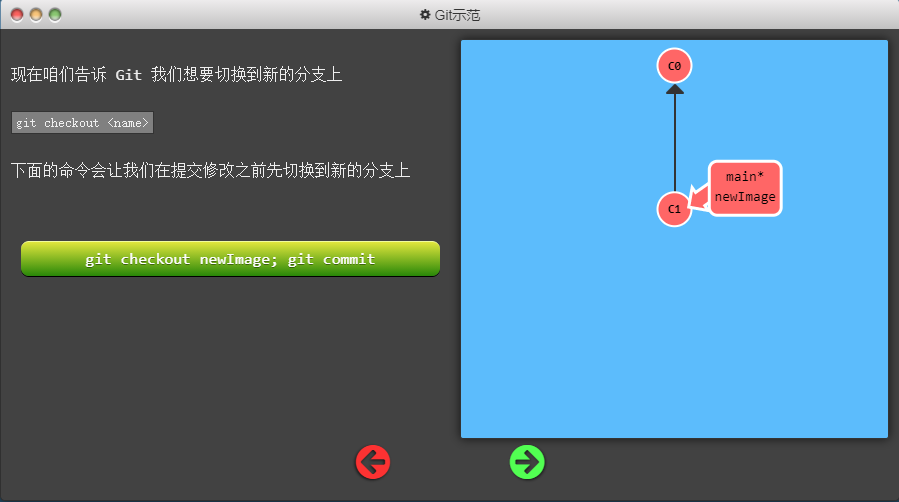 Git示范
现在咱们告诉 Git 我们想要切换到新的分支上
git checkout <name>
下面的命令会让我们在提交修改之前先切换到新的分支上
git checkout newImage; git commit
C0
main*
newImage
C1